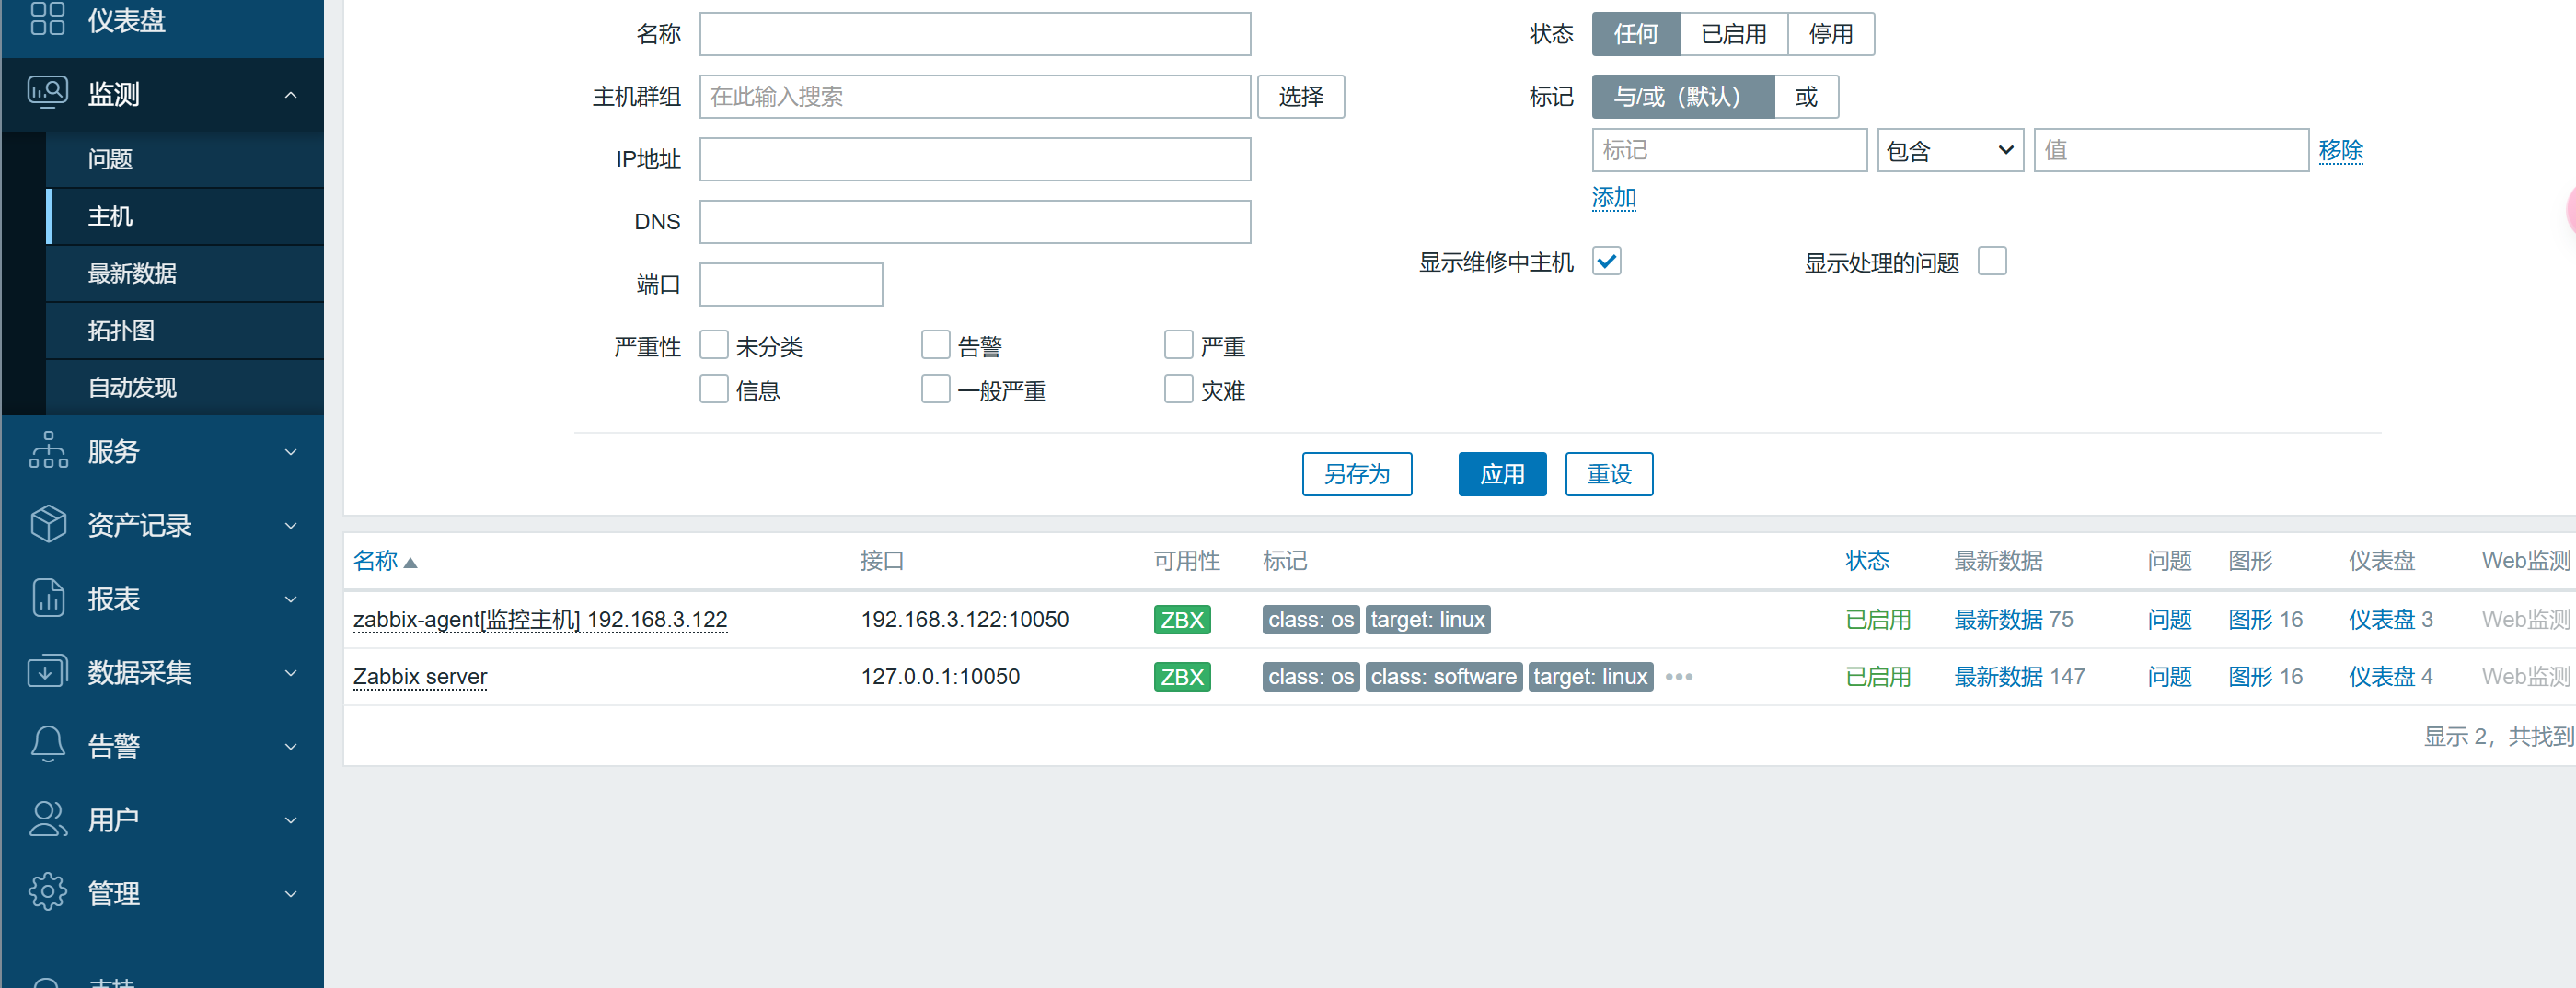 仪表盘
监测
问题
主机
最新数据
拓扑图
自动发现
服务
资产记录
报表
数据采集
告警
用户
管理
支持
名称
主机群组 在此输入搜索 选择
IP地址
DNS
端口
严重性 未分类 告警 严重
信息 一般严重 灾难
状态 任何 已启用 停用
标记 与/或（默认） 或
标记 包含 值 移除
添加
显示维修中主机 显示处理的问题
另存为 应用 重设
名称 接口 可用性 标记 状态 最新数据 问题 图形 仪表盘 Web监测
zabbix-agent[监控主机] 192.168.3.122 192.168.3.122:10050 ZBX class: os target: linux 已启用 最新数据 75 问题 图形 16 仪表盘 3 Web监测
Zabbix server 127.0.0.1:10050 ZBX class: os class: software target: linux ••• 已启用 最新数据 147 问题 图形 16 仪表盘 4 Web监测
显示 2，共找到